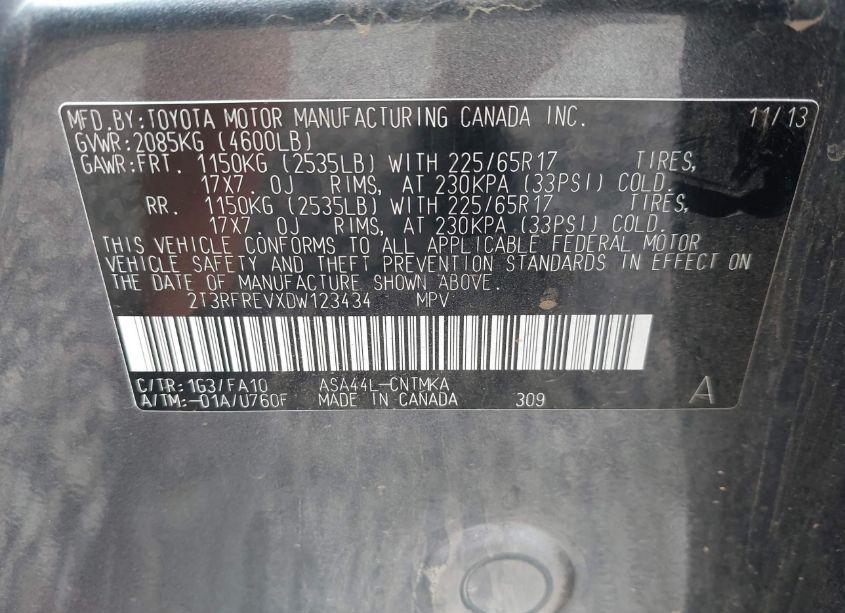 MFD.BY:TOYOTA MOTOR MANUFACTURING CANADA INC. 11/13
GVWR:2085KG (4600LB)
GAWR:FRT. 1150KG (2535LB) WITH 225/65R17 TIRES,
17X7. OJ RIMS, AT 230KPA (33PSI) COLD.
RR. 1150KG (2535LB) WITH 225/65R17 TIRES,
17X7. OJ RIMS, AT 230KPA (33PSI) COLD.
THIS VEHICLE CONFORMS TO ALL APPLICABLE FEDERAL MOTOR
VEHICLE SAFETY AND THEFT PREVENTION STANDARDS IN EFFECT ON
THE DATE OF MANUFACTURE SHOWN ABOVE.
2T3RFREVXDW123434 MPV
C/TR:1G3/FA10 ASA44L-CNTMKA
A/TM:-01A/U760F MADE IN CANADA 309 A